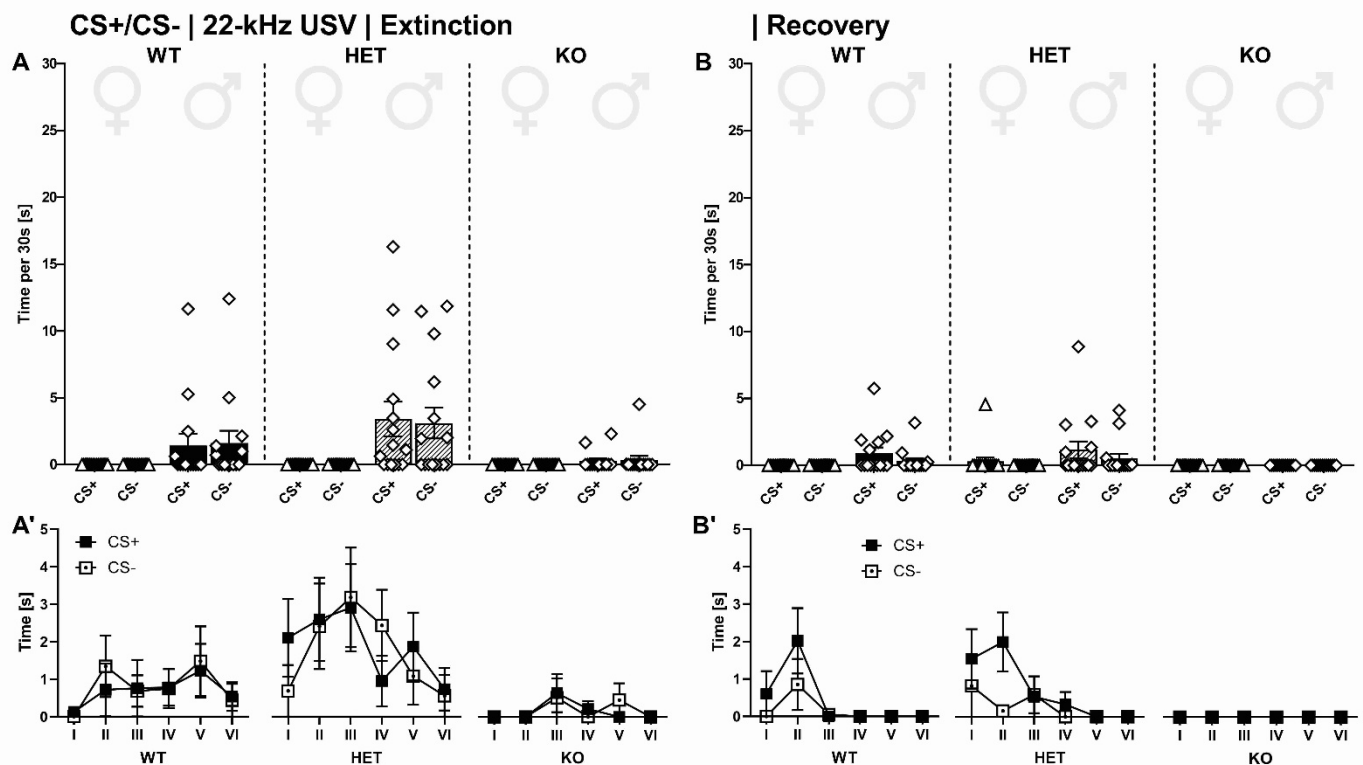 CS+/CS- | 22-kHz USV | Extinction
| Recovery
A
WT
HET
KO
Time per 30s [s]
30
25
20
15
10
5
0
CS+
CS-
CS+
CS-
CS+
CS-
CS+
CS-
CS+
CS-
CS+
CS-
B
WT
HET
KO
Time per 30s [s]
30
25
20
15
10
5
0
CS+
CS-
CS+
CS-
CS+
CS-
CS+
CS-
CS+
CS-
CS+
CS-
A'
Time [s]
5
4
3
2
1
0
CS+
CS-
I II III IV V VI
I II III IV V VI
I II III IV V VI
WT
HET
KO
B'
Time [s]
5
4
3
2
1
0
CS+
CS-
I II III IV V VI
I II III IV V VI
I II III IV V VI
WT
HET
KO